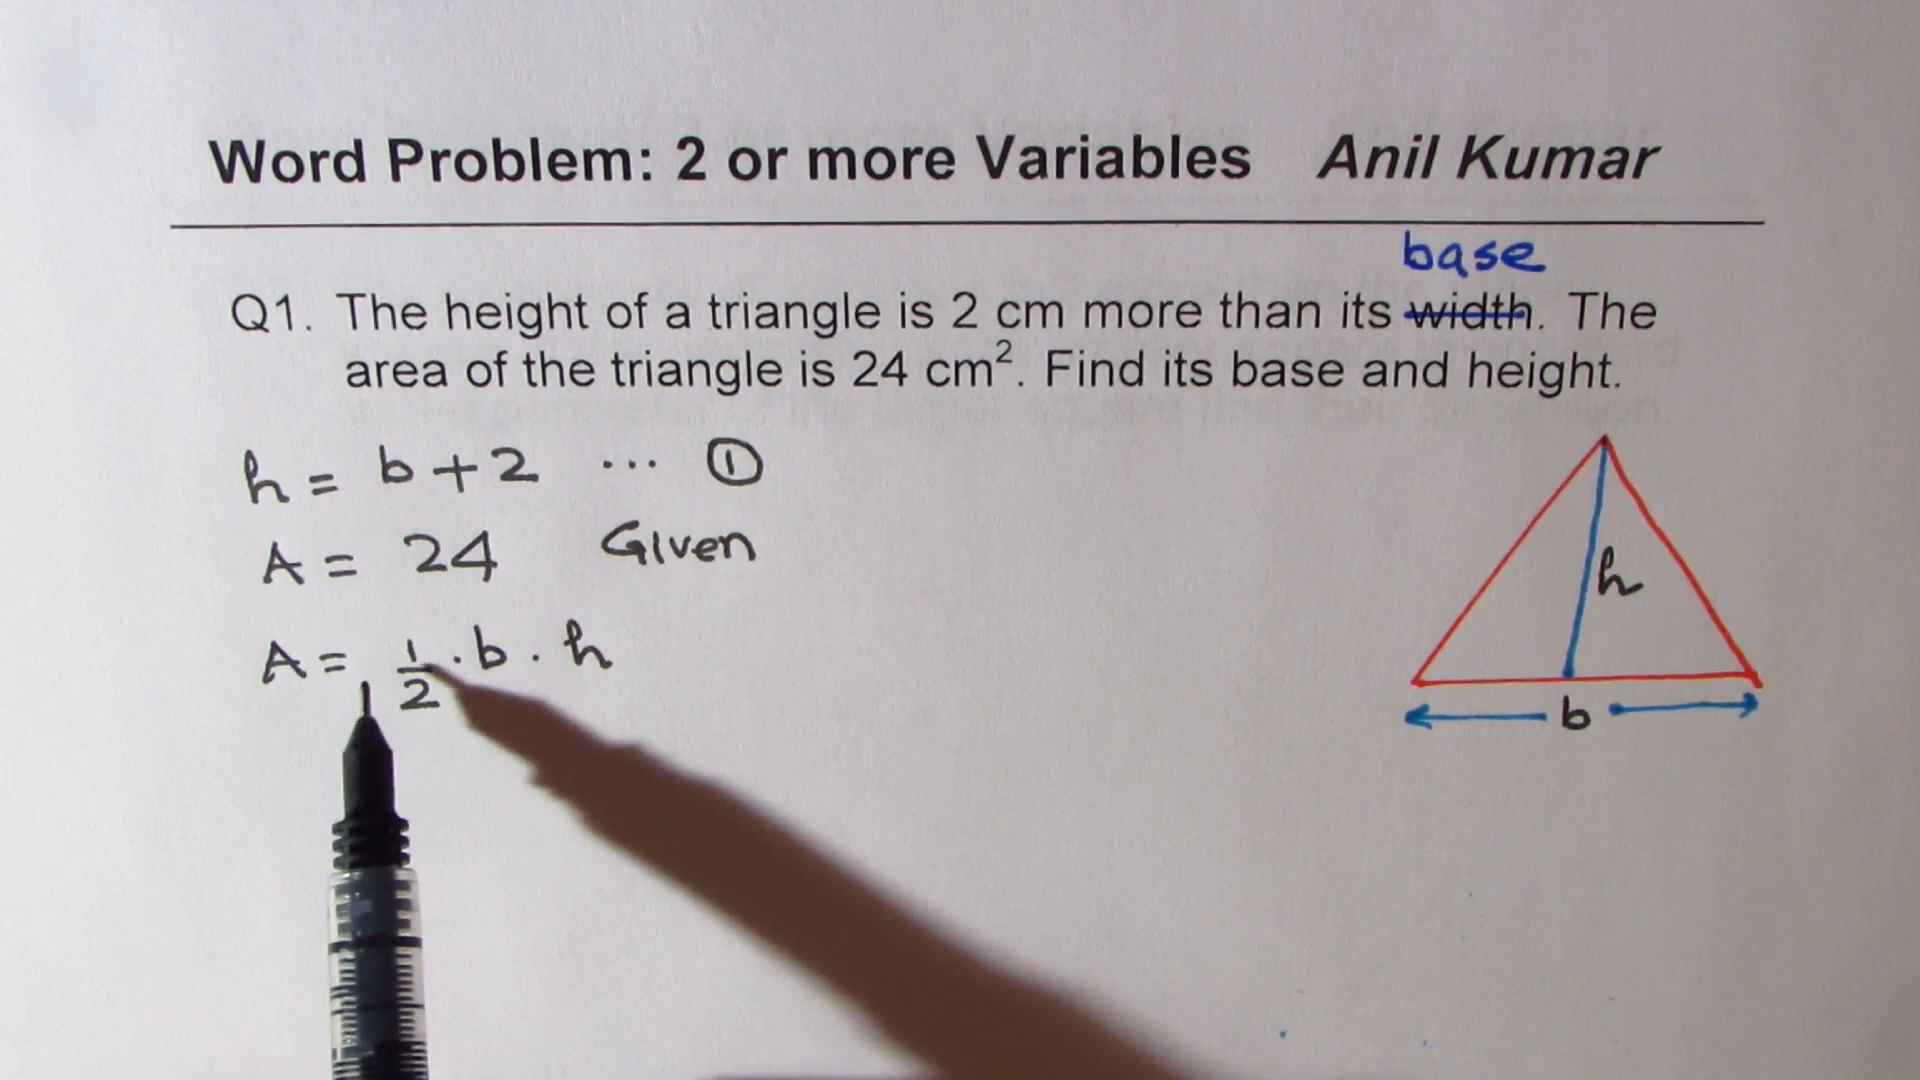 Word Problem: 2 or more Variables Anil Kumar
base
Q1. The height of a triangle is 2 cm more than its width. The
area of the triangle is 24 cm². Find its base and height.
h = b + 2 ... ①
A = 24 Given
A = 1/2 · b · h
h
b